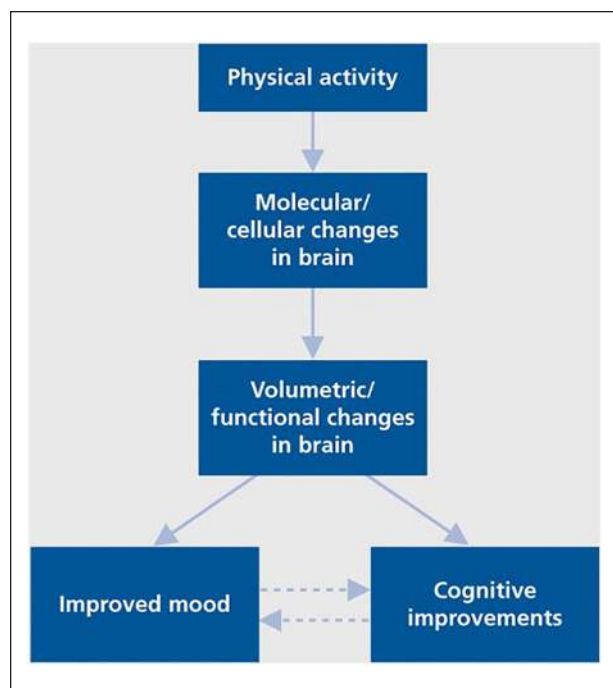 Physical activity
Molecular/
cellular changes
in brain
Volumetric/
functional changes
in brain
Improved mood
Cognitive
improvements